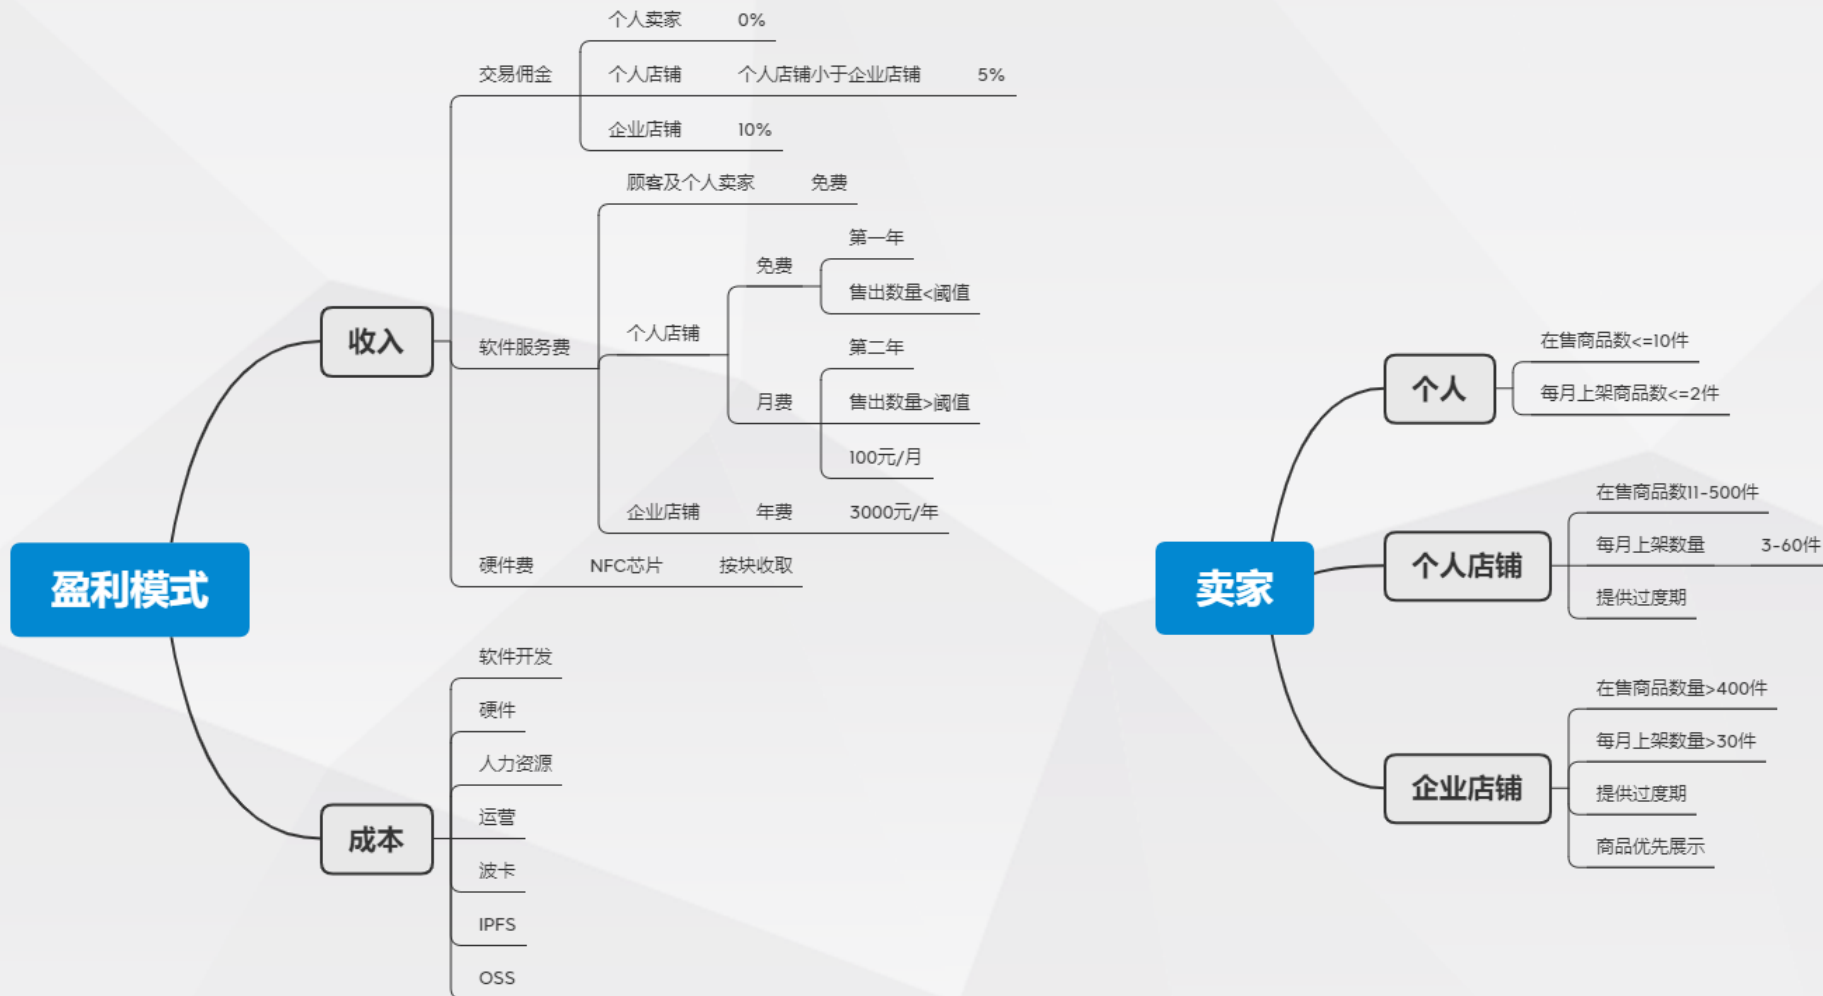 盈利模式
收入
交易佣金
个人卖家 0%
个人店铺 个人店铺小于企业店铺 5%
企业店铺 10%
软件服务费
顾客及个人卖家 免费
个人店铺
免费
第一年
售出数量<阈值
月费
第二年
售出数量>阈值
100元/月
企业店铺 年费 3000元/年
硬件费 NFC芯片 按块收取
成本
软件开发
硬件
人力资源
运营
波卡
IPFS
OSS
卖家
个人
在售商品数<=10件
每月上架商品数<=2件
个人店铺
在售商品数11-500件
每月上架数量 3-60件
提供过度期
企业店铺
在售商品数量>400件
每月上架数量>30件
提供过度期
商品优先展示